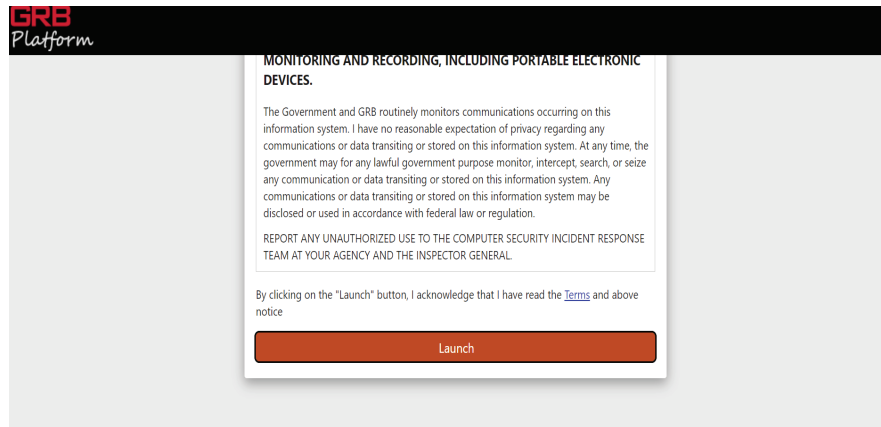 GRB
Platform
MONITORING AND RECORDING, INCLUDING PORTABLE ELECTRONIC
DEVICES.
The Government and GRB routinely monitors communications occurring on this
information system. I have no reasonable expectation of privacy regarding any
communications or data transiting or stored on this information system. At any time, the
government may for any lawful government purpose monitor, intercept, search, or seize
any communication or data transiting or stored on this information system. Any
communications or data transiting or stored on this information system may be
disclosed or used in accordance with federal law or regulation.
REPORT ANY UNAUTHORIZED USE TO THE COMPUTER SECURITY INCIDENT RESPONSE
TEAM AT YOUR AGENCY AND THE INSPECTOR GENERAL.
By clicking on the "Launch" button, I acknowledge that I have read the Terms and above
notice
Launch